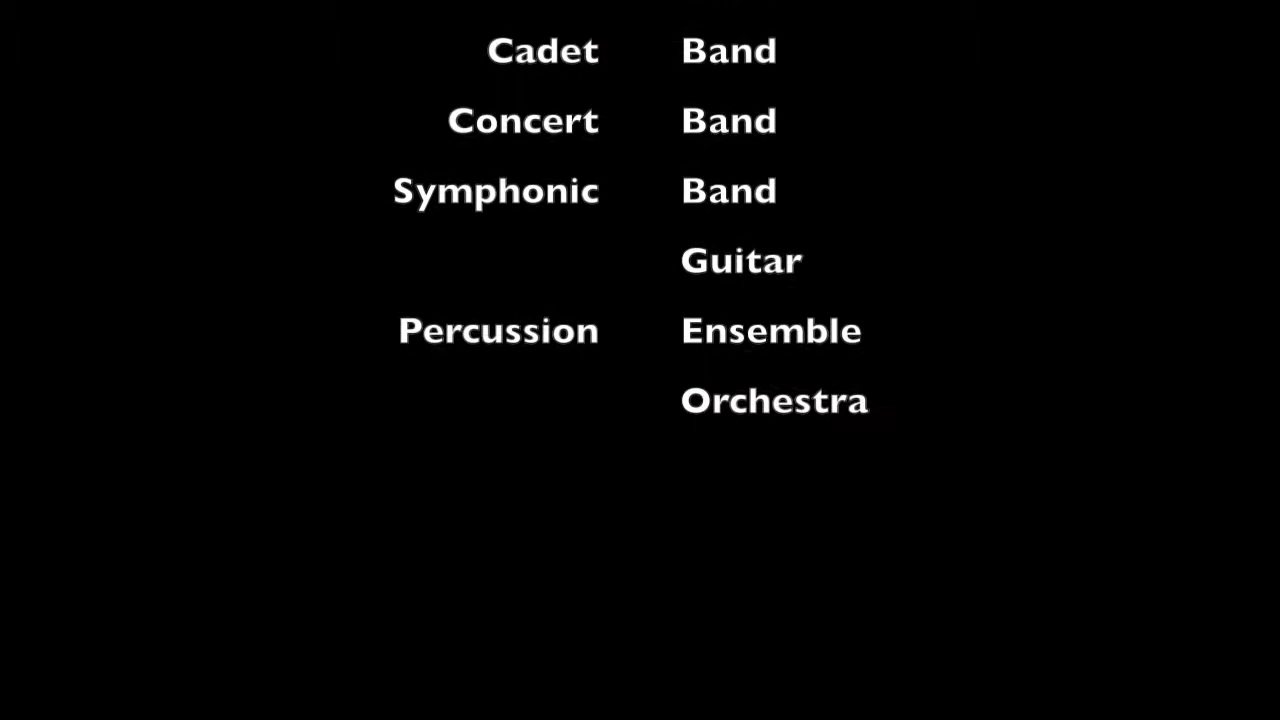 Cadet Band
Concert Band
Symphonic Band
Guitar
Percussion Ensemble
Orchestra